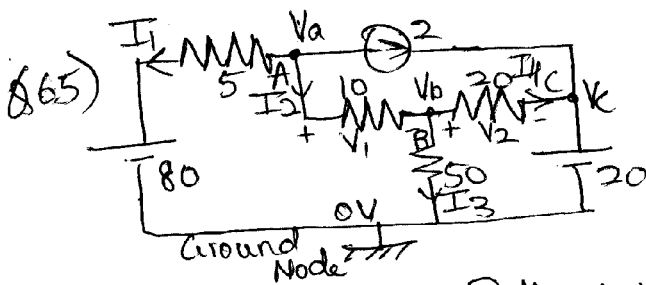 Q65)
I1 Va 2
5 A I2 10 Vb 20 I4 C Vc
+ V1 B + V2 -
80 50 20
0V I3
Ground
Node